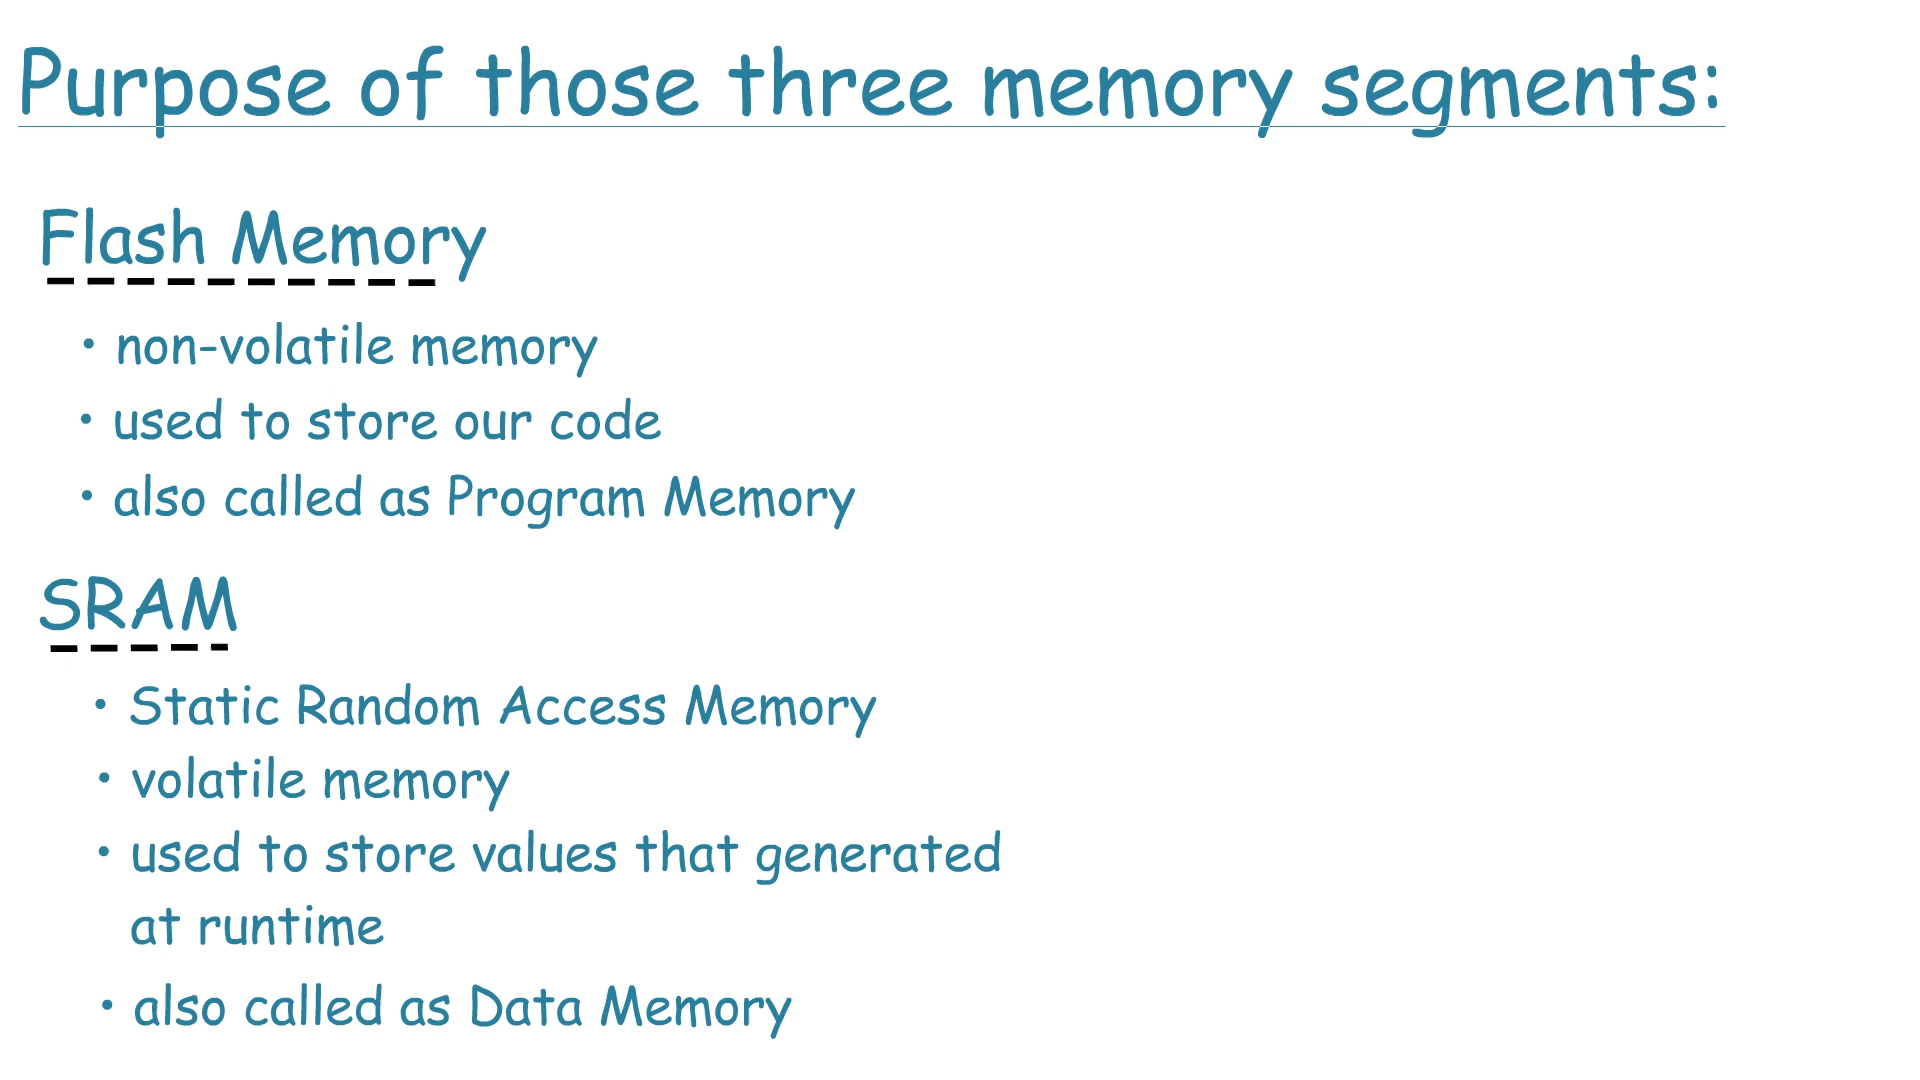 Purpose of those three memory segments:
Flash Memory
• non-volatile memory
• used to store our code
• also called as Program Memory
SRAM
• Static Random Access Memory
• volatile memory
• used to store values that generated
at runtime
• also called as Data Memory